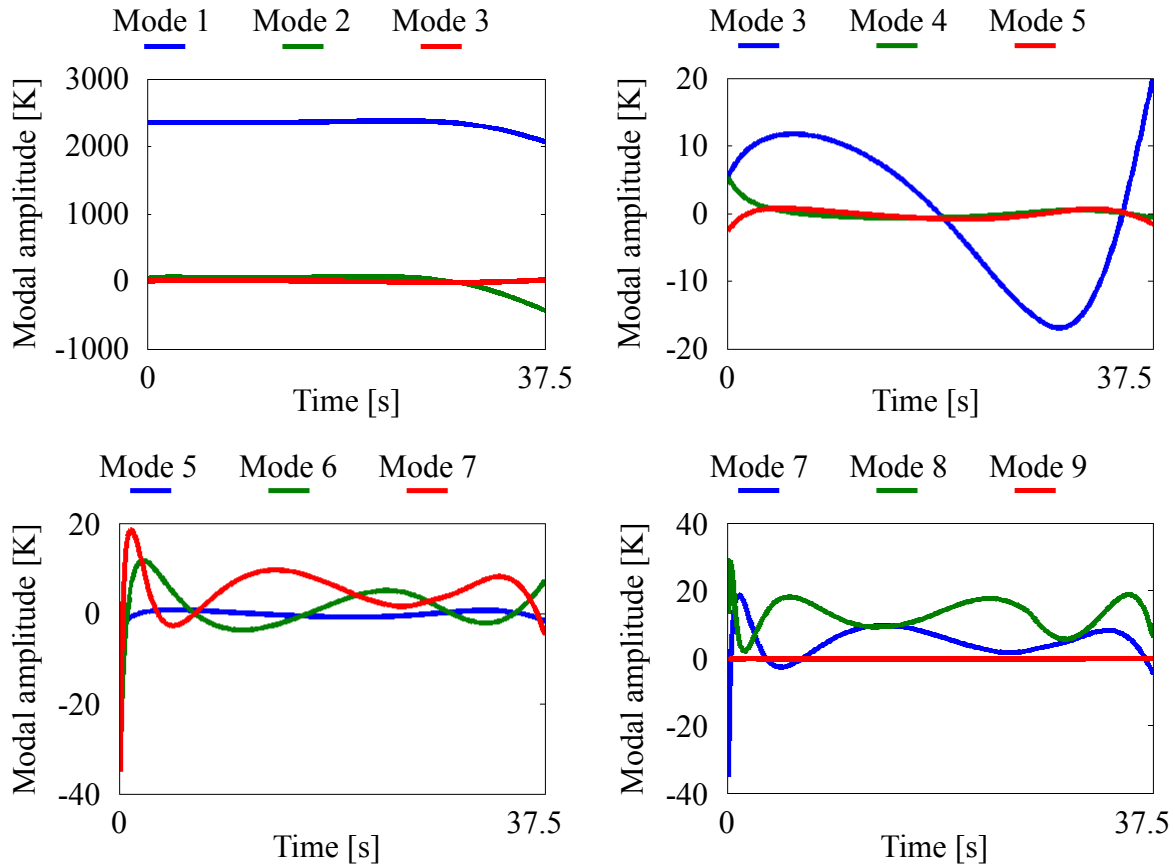 Mode 1 Mode 2 Mode 3
Modal amplitude [K]
3000
2000
1000
0
-1000
0 37.5
Time [s]
Mode 3 Mode 4 Mode 5
Modal amplitude [K]
20
10
0
-10
-20
0 37.5
Time [s]
Mode 5 Mode 6 Mode 7
Modal amplitude [K]
20
0
-20
-40
0 37.5
Time [s]
Mode 7 Mode 8 Mode 9
Modal amplitude [K]
40
20
0
-20
-40
0 37.5
Time [s]